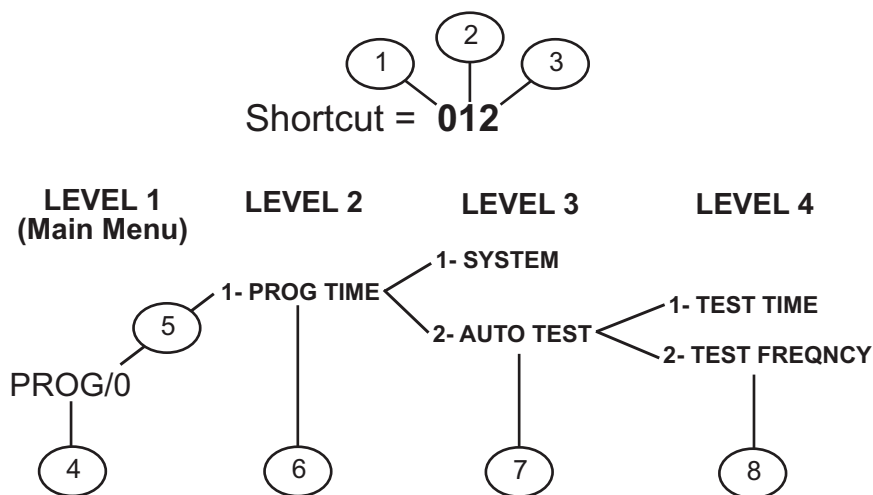 2
1
3
Shortcut = 012
LEVEL 1
(Main Menu)
LEVEL 2
LEVEL 3
LEVEL 4
1- SYSTEM
1- PROG TIME
1- TEST TIME
5
2- AUTO TEST
2- TEST FREQNCY
PROG/0
4
6
7
8